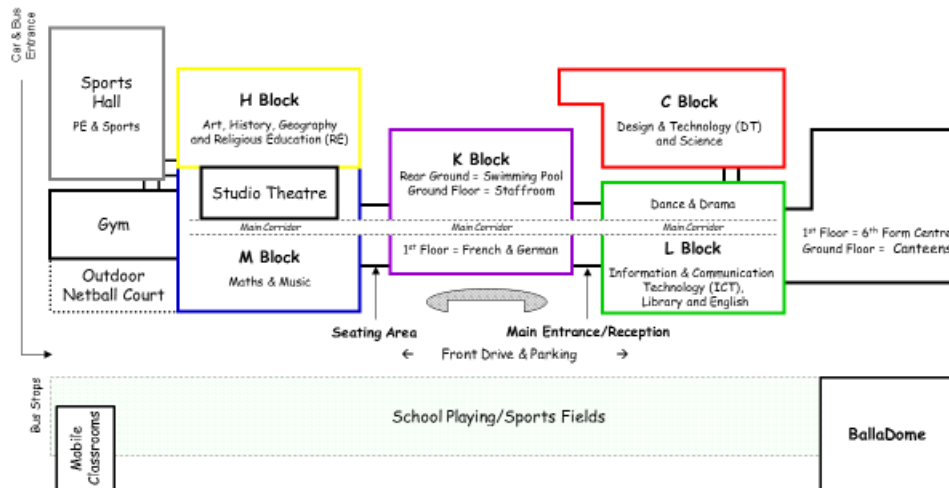 Car & Bus
Entrance
Sports
Hall
PE & Sports
H Block
Art, History, Geography
and Religious Education (RE)
C Block
Design & Technology (DT)
and Science
K Block
Rear Ground = Swimming Pool
Ground Floor = Staffroom
Studio Theatre
Dance & Drama
Gym
Main Corridor
Main Corridor
Main Corridor
1st Floor = 6th Form Centre
Ground Floor = Canteens
M Block
Maths & Music
1st Floor = French & German
L Block
Information & Communication
Technology (ICT),
Library and English
Outdoor
Netball Court
Seating Area
Main Entrance/Reception
← Front Drive & Parking →
Bus Stops
School Playing/Sports Fields
Mobile
Classrooms
BallaDome